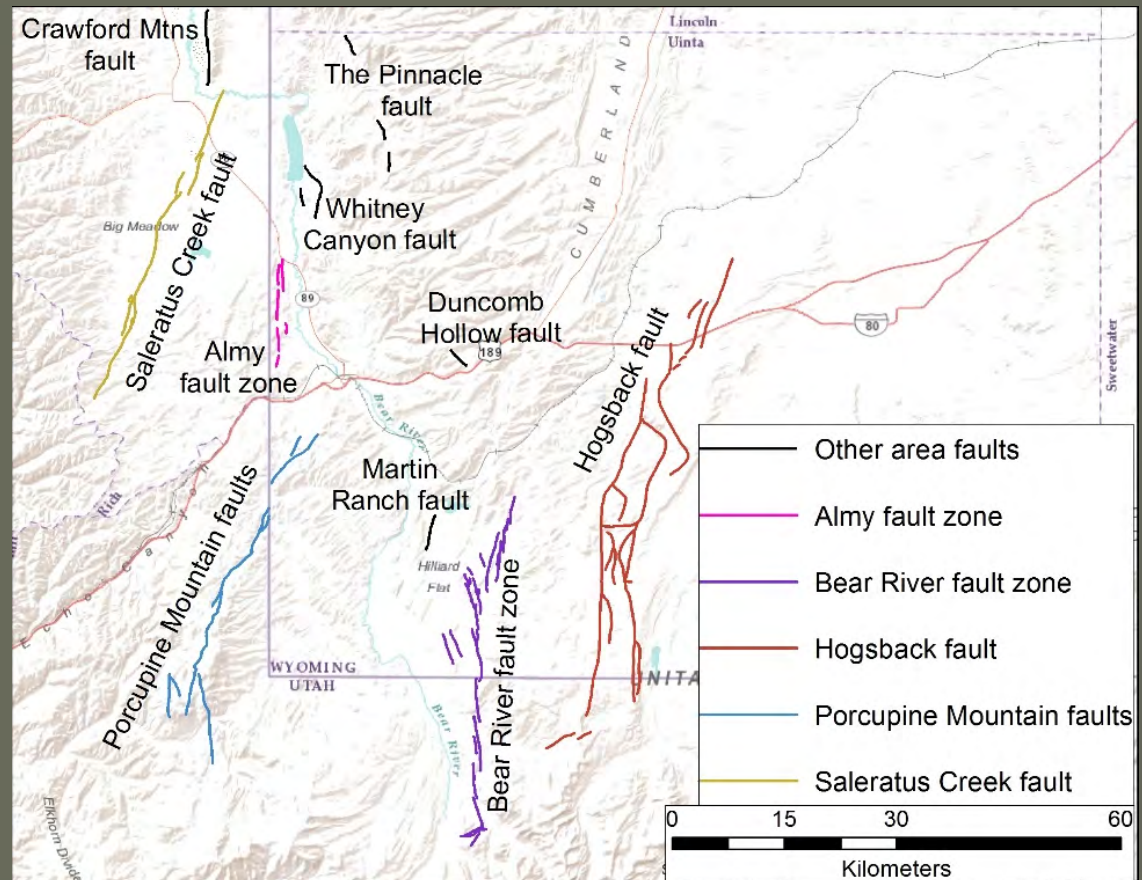 Crawford Mtns
fault
Lincoln
Uinta
The Pinnacle
fault
CUMBERLAND
Saleratus Creek fault
Big Meadow
Whitney
Canyon fault
89
Duncomb
Hollow fault
189
80
Hogsback fault
Sweetwater
Almy
fault zone
Bear River
Rich
Echo Canyon
Martin
Ranch fault
Hilliard
Flat
Porcupine Mountain faults
Bear River fault zone
WYOMING
UTAH
Bear River
Elkhorn Divide
Other area faults
Almy fault zone
Bear River fault zone
Hogsback fault
Porcupine Mountain faults
Saleratus Creek fault
0 15 30 60
Kilometers